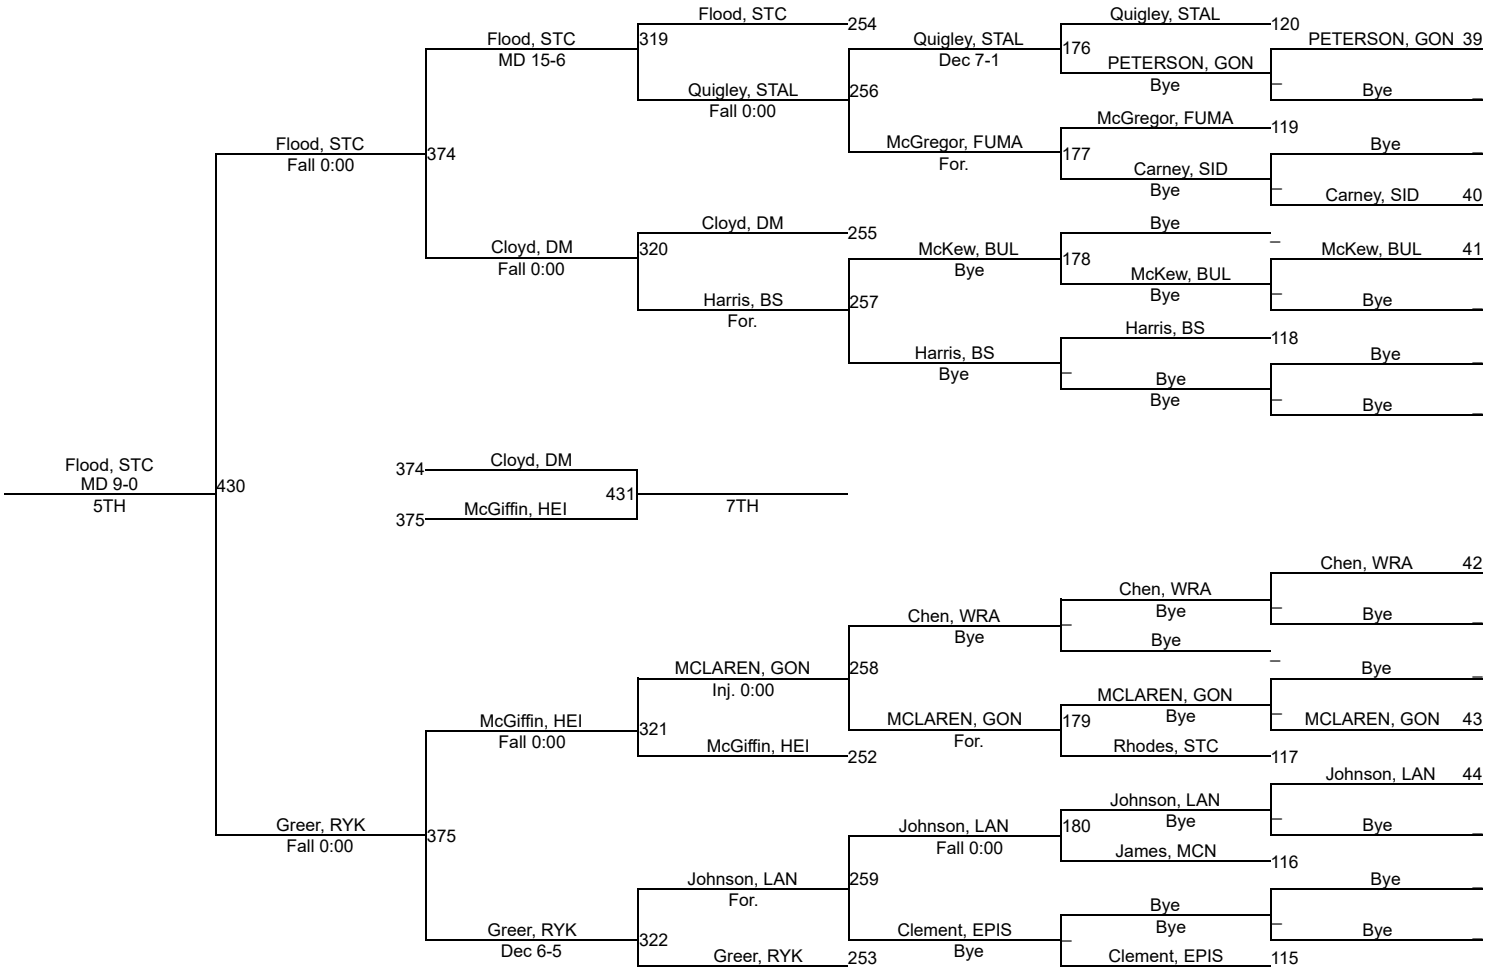 Flood, STC 254 Quigley, STAL 120
Flood, STC 319 Quigley, STAL 176 PETERSON, GON 39
MD 15-6 Dec 7-1 PETERSON, GON
Quigley, STAL 256 Bye _ Bye _
Fall 0:00 McGregor, FUMA 119
Flood, STC 374 McGregor, FUMA 177 Bye _
Fall 0:00 For. Carney, SID _
Bye Carney, SID 40
Cloyd, DM 255 Bye _
Cloyd, DM 320 McKew, BUL 178 McKew, BUL 41
Fall 0:00 Bye McKew, BUL
Harris, BS 257 Bye _ Bye _
For. Harris, BS 118
Harris, BS Bye _
Bye _ Bye _
Bye Bye _
Flood, STC 374 Cloyd, DM
MD 9-0 430 431
5TH 375 McGiffin, HEI 7TH
Chen, WRA 42
Chen, WRA
Chen, WRA Bye _ Bye _
Bye _ Bye _
MCLAREN, GON 258 Bye _
Inj. 0:00 MCLAREN, GON
McGiffin, HEI 321 MCLAREN, GON 179 Bye _ MCLAREN, GON 43
Fall 0:00 McGiffin, HEI 252 For. Rhodes, STC 117
Johnson, LAN 44
Johnson, LAN
Greer, RYK 375 Johnson, LAN 180 Bye _ Bye _
Fall 0:00 Fall 0:00 James, MCN 116
Johnson, LAN 259 Bye _
For. Bye
Greer, RYK 322 Clement, EPIS _ Bye _ Bye _
Dec 6-5 Greer, RYK 253 Bye Clement, EPIS 115